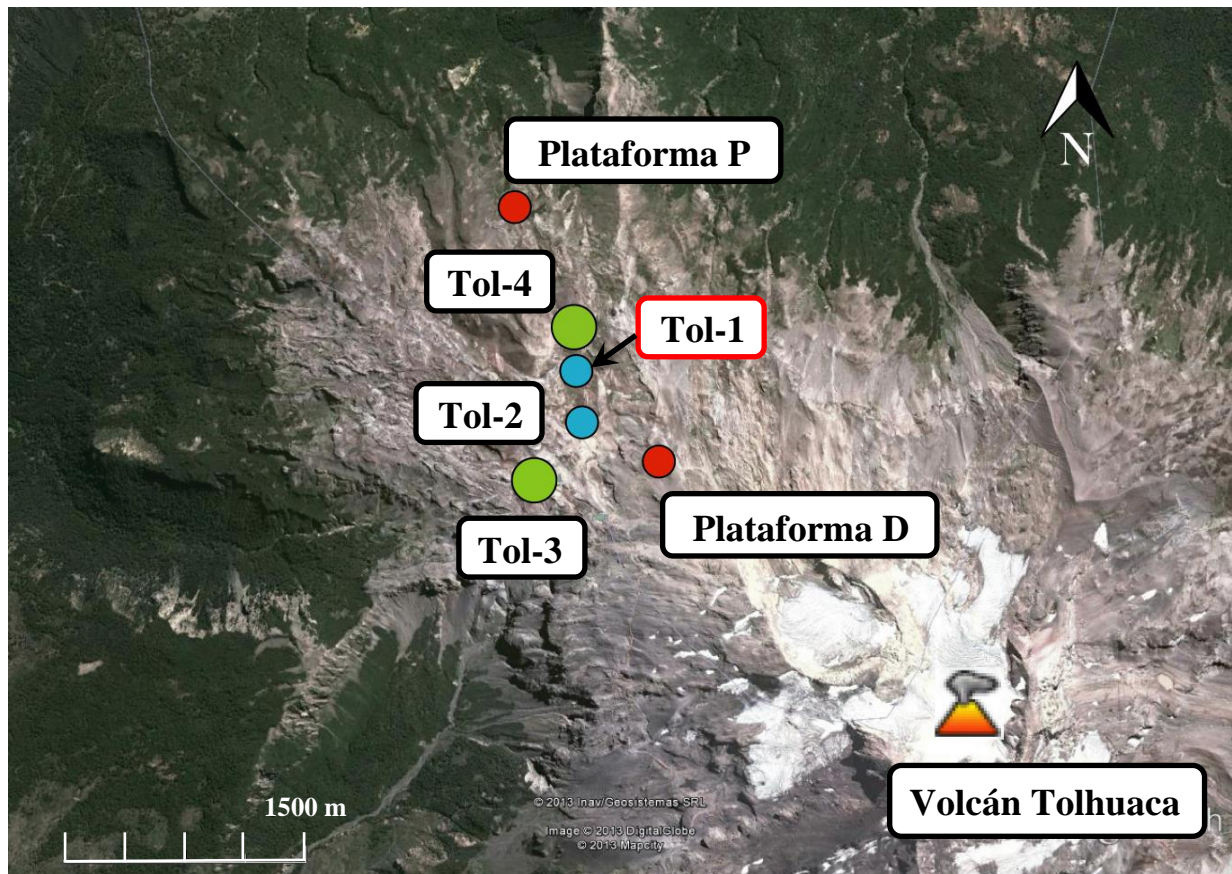 Plataforma P
N
Tol-4
Tol-1
Tol-2
Tol-3
Plataforma D
Volcán Tolhuaca
1500 m
© 2013 Inav/Geosistemas SRL
Image © 2013 DigitalGlobe
© 2013 Mapcity